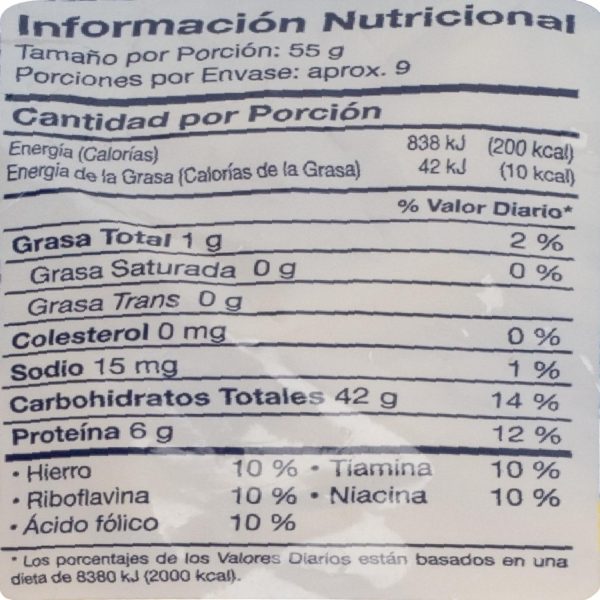 Información Nutricional
Tamaño por Porción: 55 g
Porciones por Envase: aprox. 9
Cantidad por Porción
Energía (Calorías) 838 kJ (200 kcal)
Energia de la Grasa (Calorías de la Grasa) 42 kJ (10 kcal)
% Valor Diario*
Grasa Total 1 g 2 %
Grasa Saturada 0 g 0 %
Grasa Trans 0 g
Colesterol 0 mg 0 %
Sodio 15 mg 1 %
Carbohidratos Totales 42 g 14 %
Proteína 6 g 12 %
• Hierro 10 % • Tiamina 10 %
• Riboflavina 10 % • Niacina 10 %
• Ácido fólico 10 %
* Los porcentajes de los Valores Diarios están basados en una
dieta de 8380 kJ (2000 kcal).